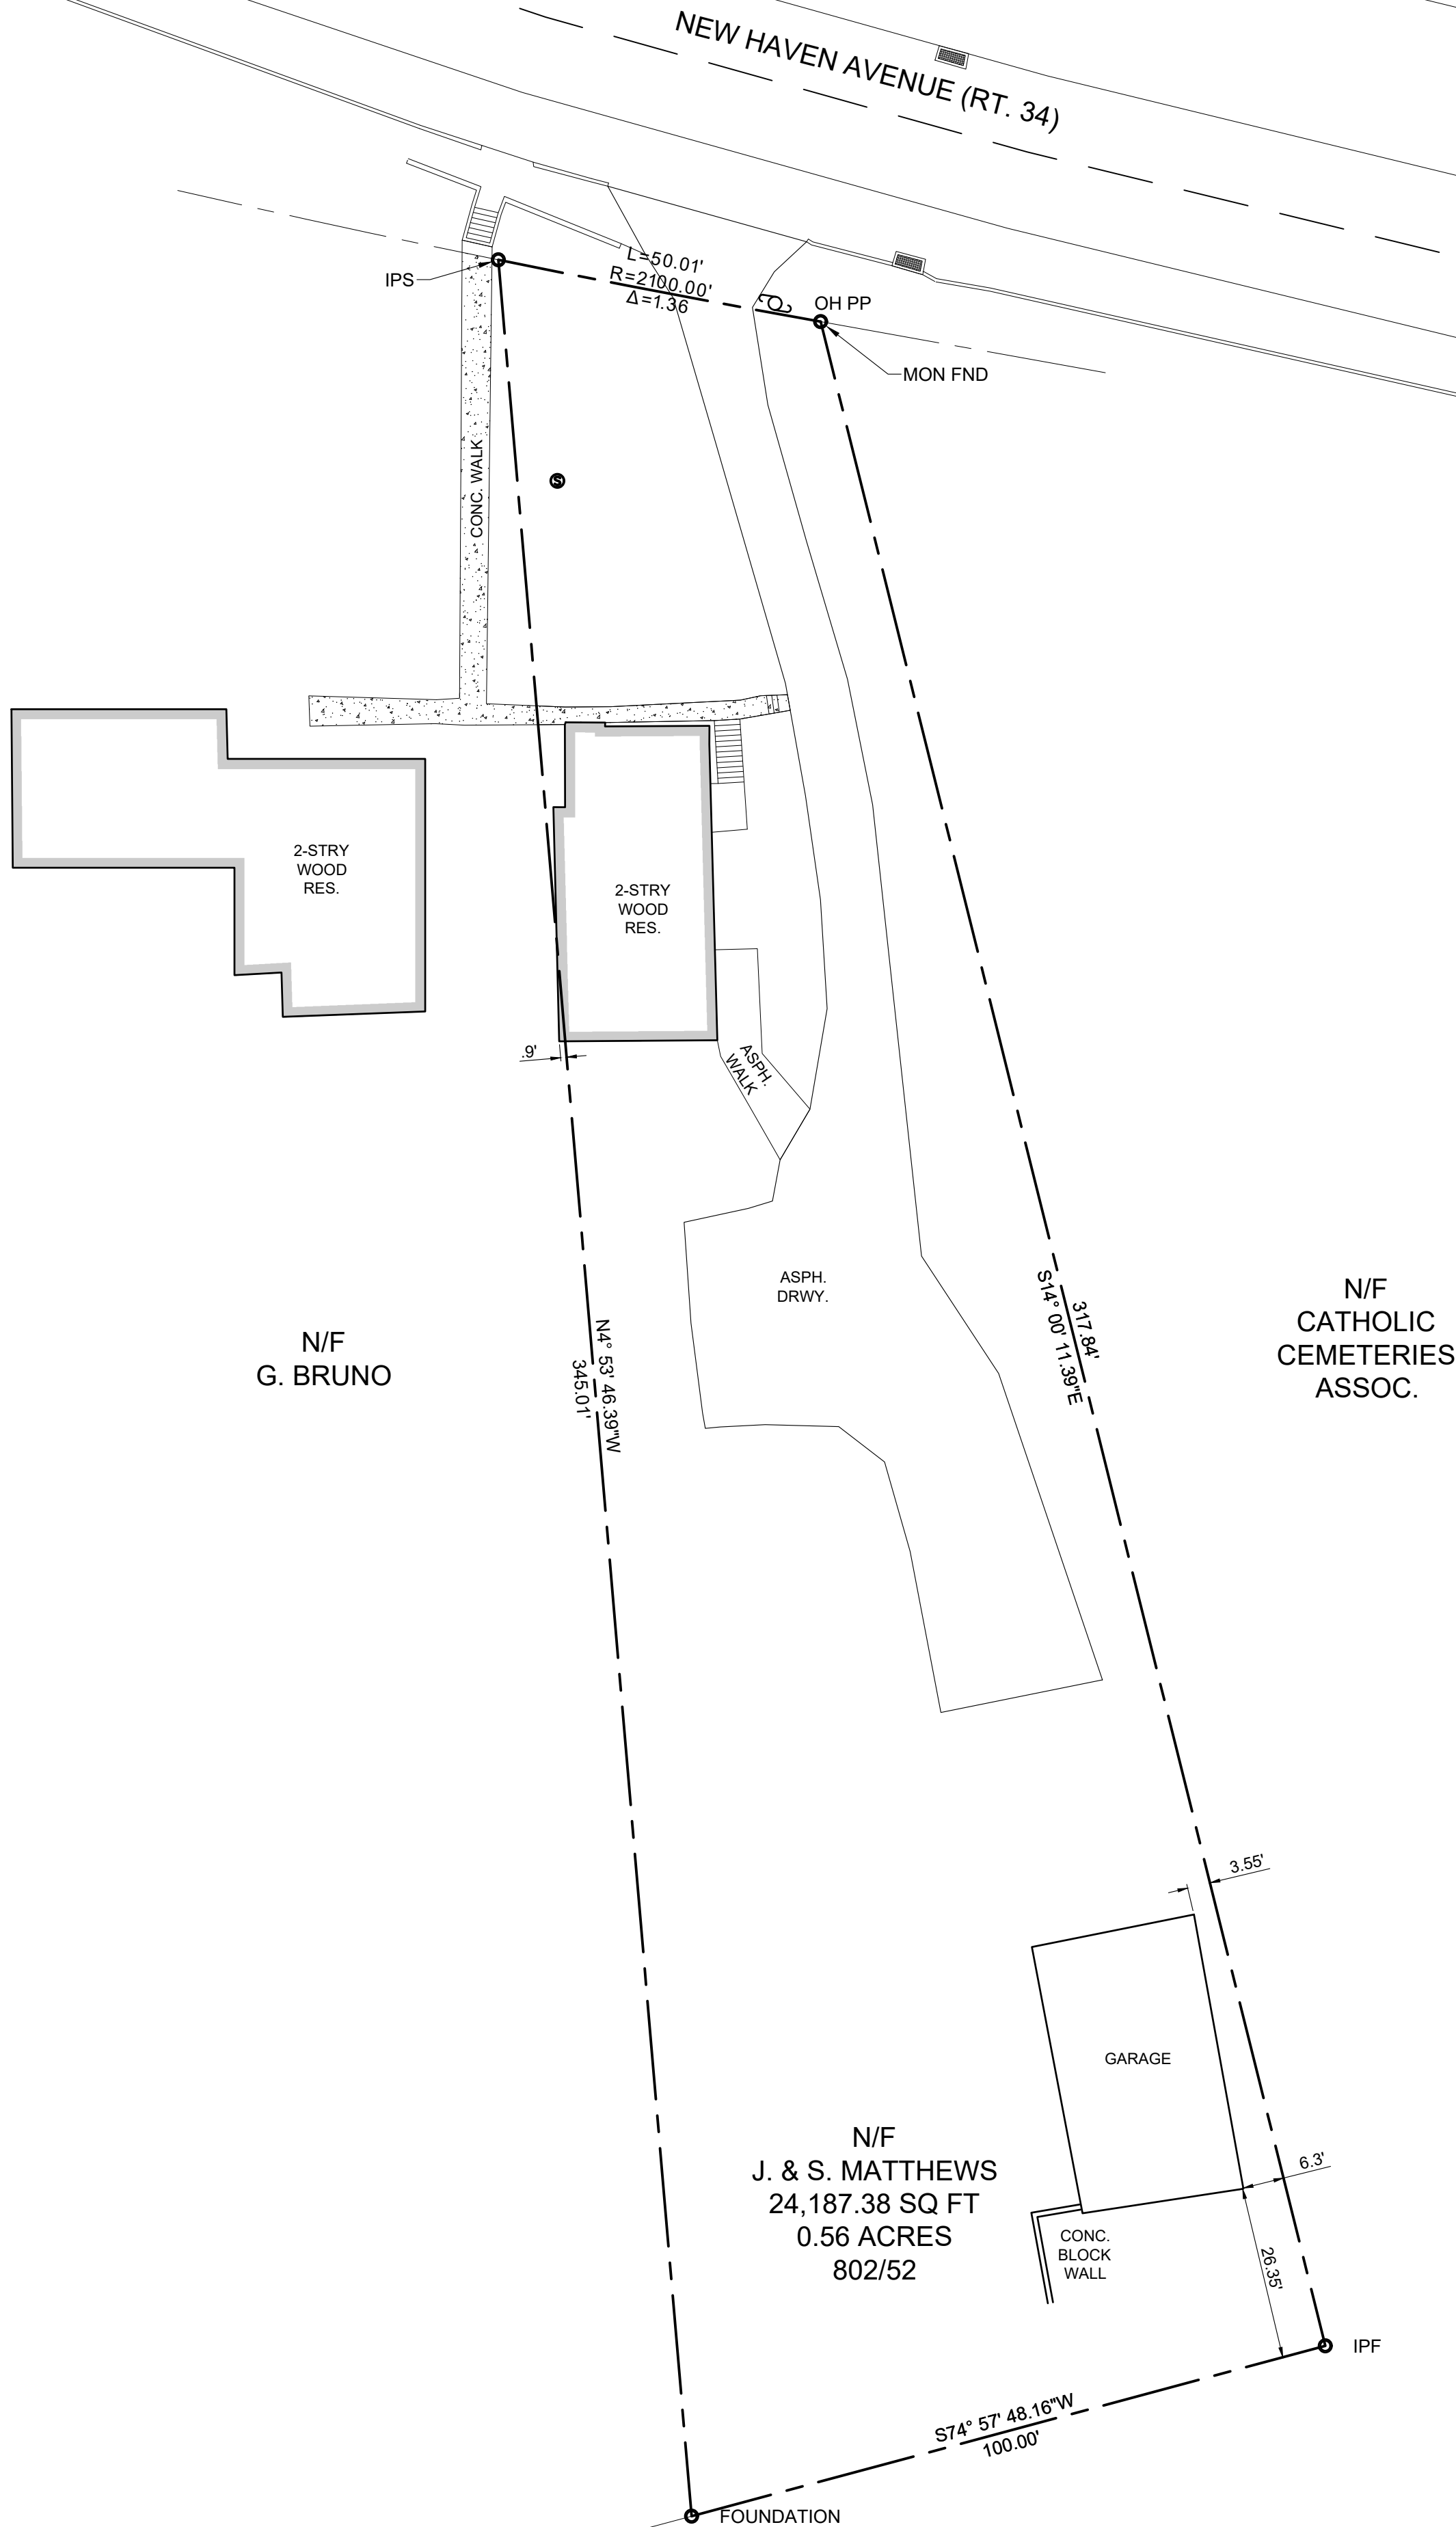 NEW HAVEN AVENUE (RT. 34)
L=50.01'
R=2100.00'
Δ=1.36
IPS
OH PP
MON FND
CONC. WALK
S
2-STRY
WOOD
RES.
2-STRY
WOOD
RES.
.9'
ASPH.
WALK
ASPH.
DRWY.
N/F
G. BRUNO
N4° 53' 46.39"W
345.01'
317.84'
S14° 00' 11.39"E
N/F
CATHOLIC
CEMETERIES
ASSOC.
3.55'
GARAGE
N/F
J. & S. MATTHEWS
24,187.38 SQ FT
0.56 ACRES
802/52
6.3'
CONC.
BLOCK
WALL
26.35'
IPF
S74° 57' 48.16"W
100.00'
FOUNDATION